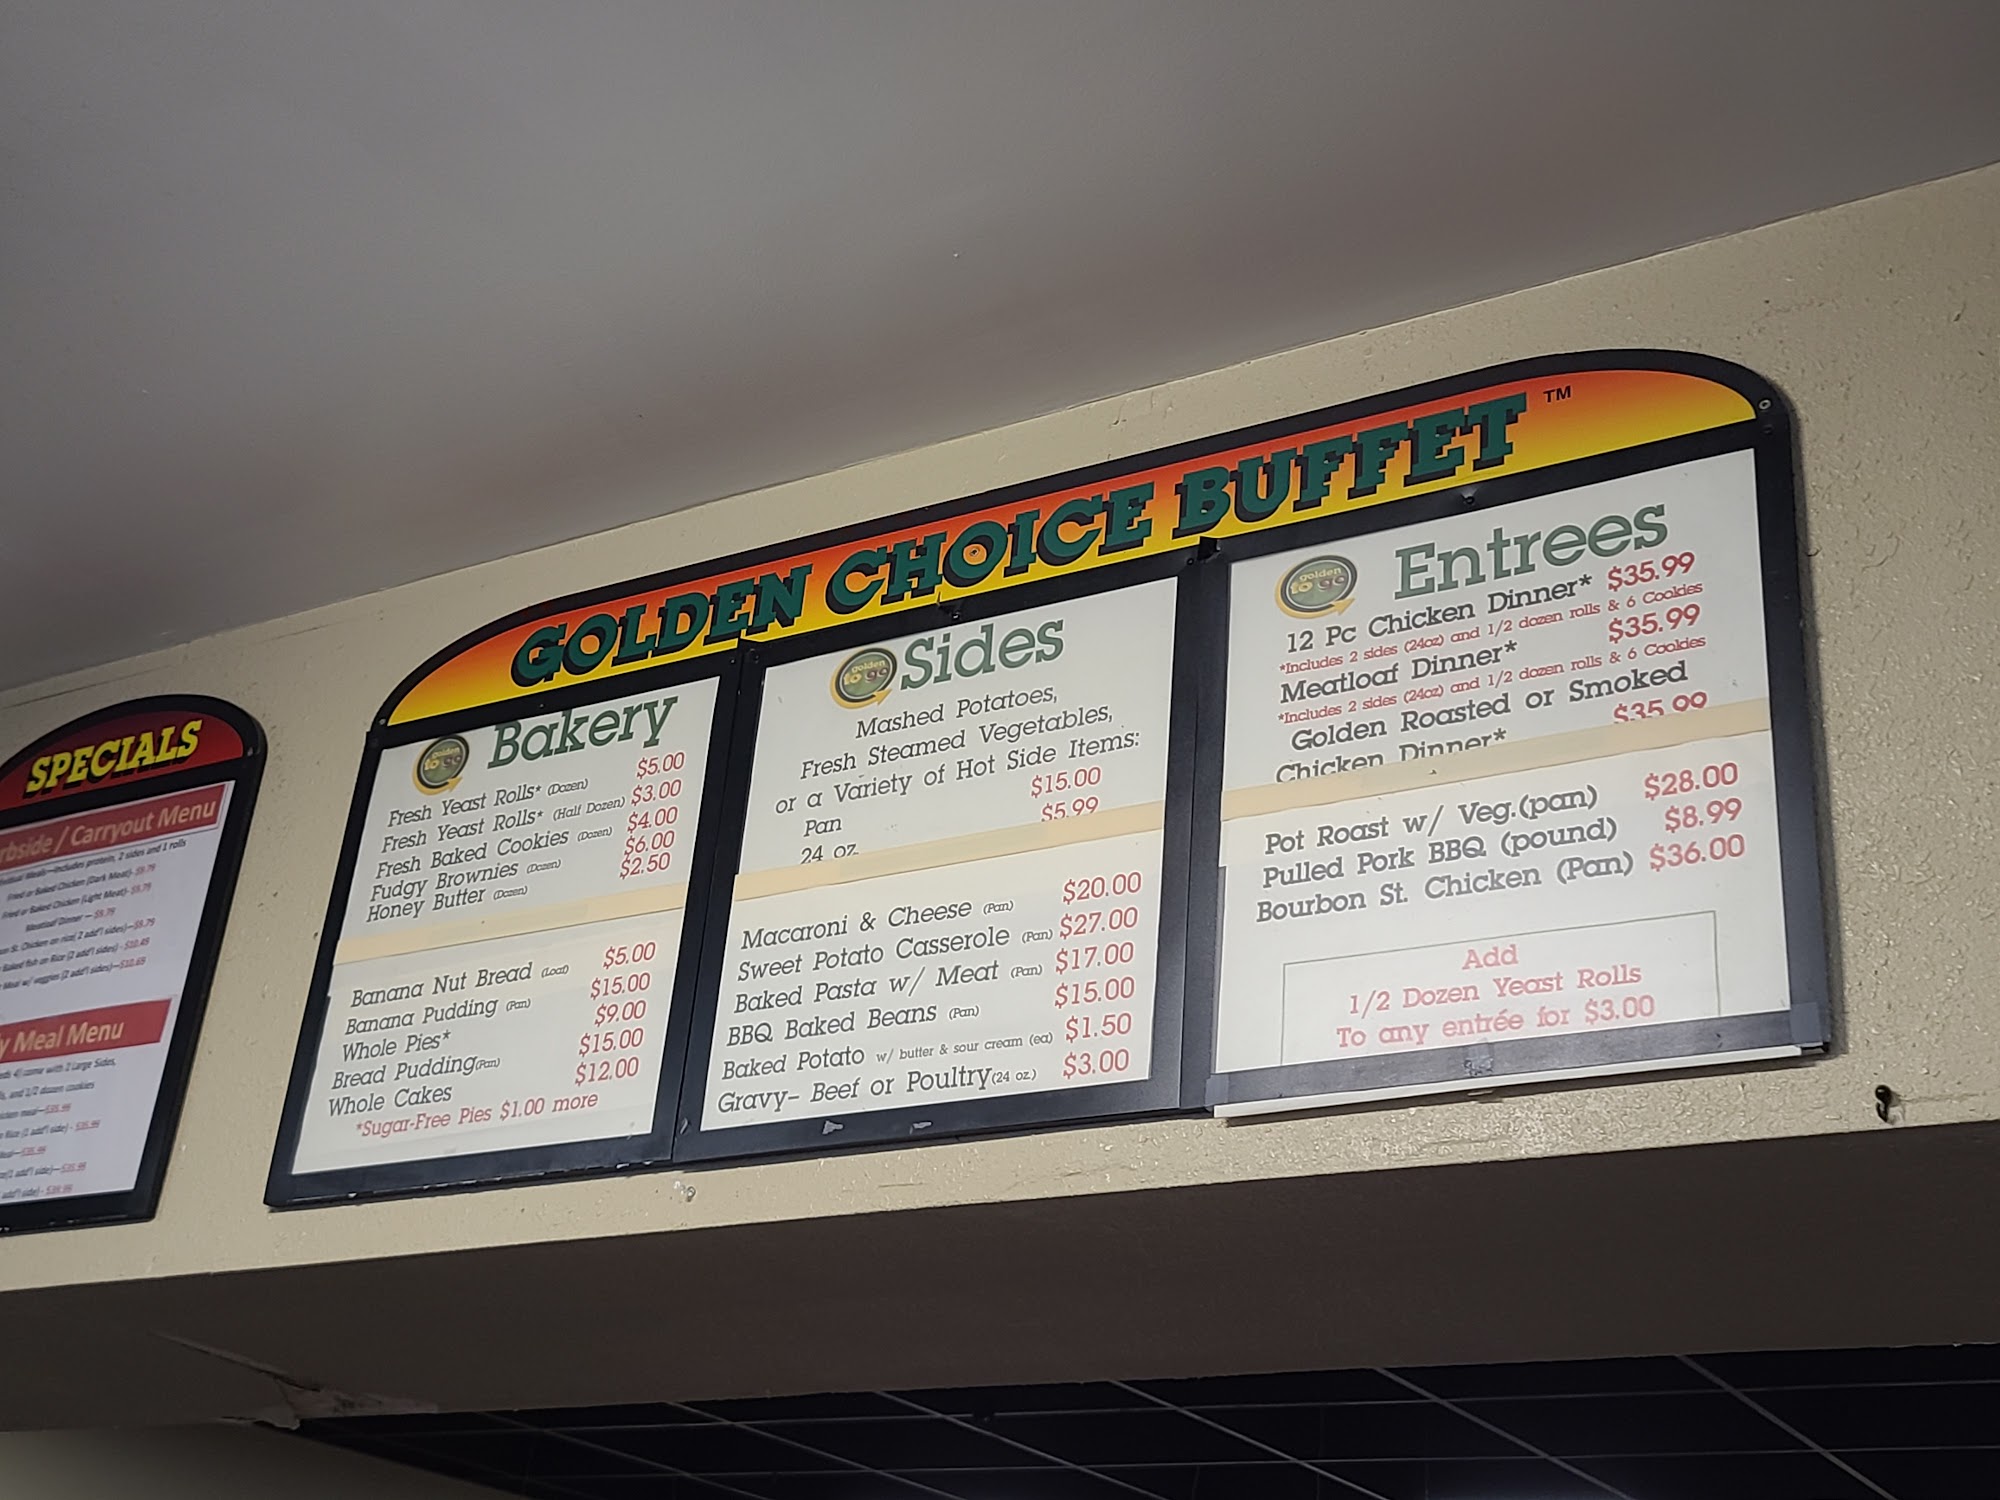 SPECIALS
Carryout Menu
Meal Menu
GOLDEN CHOICE BUFFET ™
golden to go
Bakery
Fresh Yeast Rolls* (Dozen) $5.00
Fresh Yeast Rolls* (Half Dozen) $3.00
Fresh Baked Cookies (Dozen) $4.00
Fudgy Brownies (Dozen) $6.00
Honey Butter (Dozen) $2.50
Banana Nut Bread (Loaf) $5.00
Banana Pudding (Pan) $15.00
Whole Pies* $9.00
Bread Pudding (Pan) $15.00
Whole Cakes $12.00
*Sugar-Free Pies $1.00 more
golden to go
Sides
Mashed Potatoes,
Fresh Steamed Vegetables,
or a Variety of Hot Side Items:
Pan $15.00
24 oz. $5.99
Macaroni & Cheese (Pan) $20.00
Sweet Potato Casserole (Pan) $27.00
Baked Pasta w/ Meat (Pan) $17.00
BBQ Baked Beans (Pan) $15.00
Baked Potato w/ butter & sour cream (ea) $1.50
Gravy- Beef or Poultry (24 oz.) $3.00
golden to go
Entrees
12 Pc Chicken Dinner* $35.99
*Includes 2 sides (24oz) and 1/2 dozen rolls & 6 Cookies
Meatloaf Dinner* $35.99
*Includes 2 sides (24oz) and 1/2 dozen rolls & 6 Cookies
Golden Roasted or Smoked
Chicken Dinner* $35.99
Pot Roast w/ Veg.(pan) $28.00
Pulled Pork BBQ (pound) $8.99
Bourbon St. Chicken (Pan) $36.00
Add
1/2 Dozen Yeast Rolls
To any entrée for $3.00